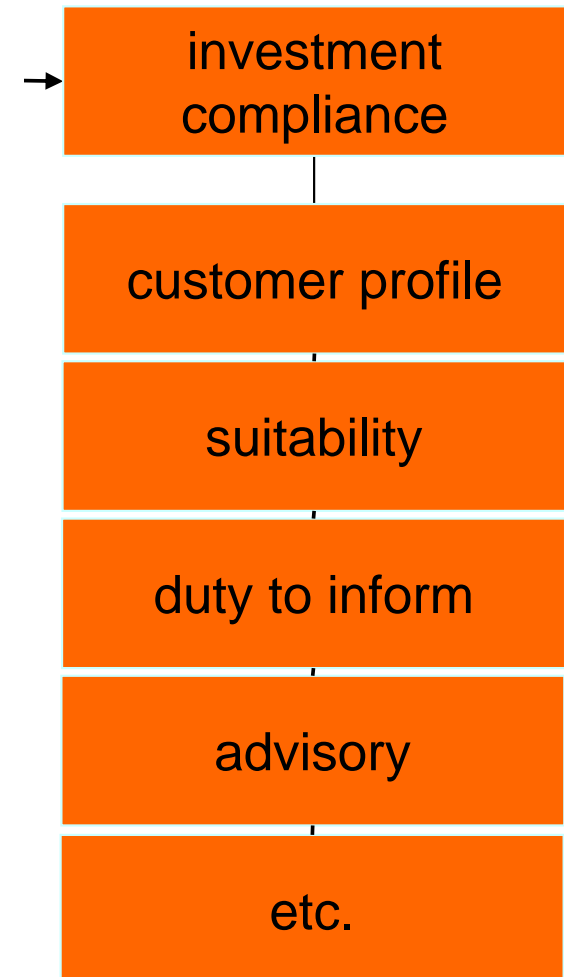 investment
compliance
customer profile
suitability
duty to inform
advisory
etc.